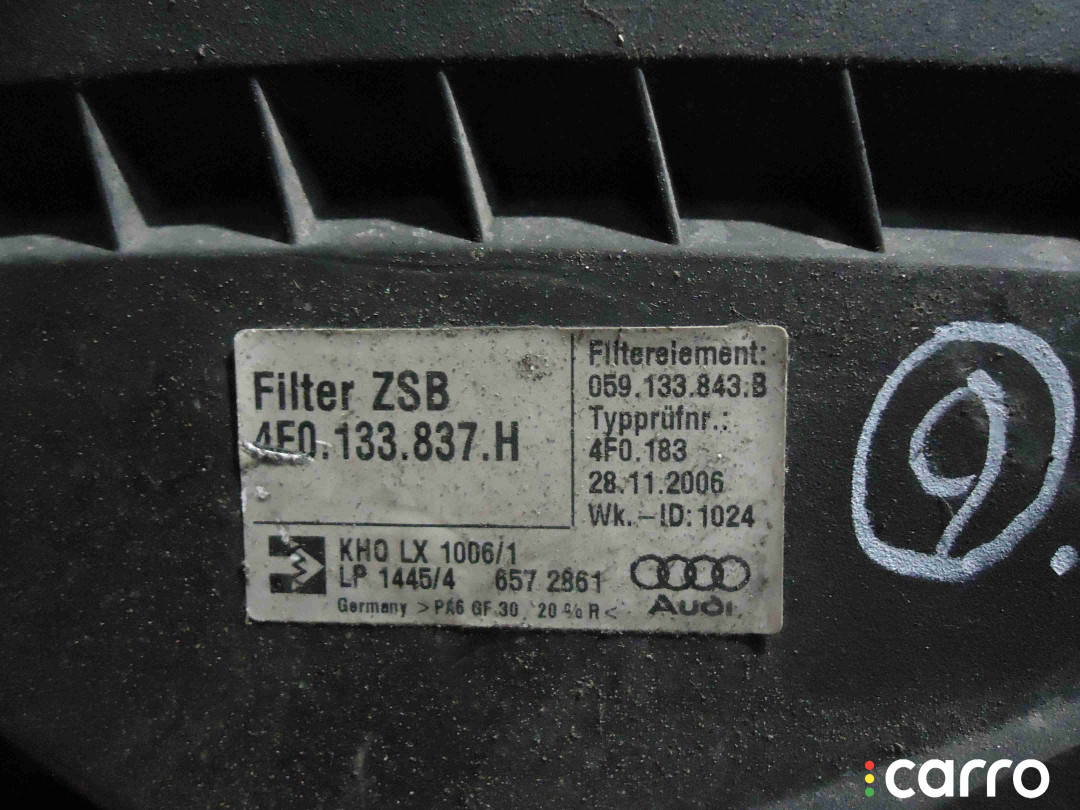 Filter ZSB
4F0.133.837.H
Filterelement:
059.133.843.B
Typprüfnr.:
4F0.183
28.11.2006
Wk.-ID: 1024
KHO LX 1006/1
LP 1445/4 657 2861
Germany >PA6 GF 30 20 % R<
Audi
9.
carro